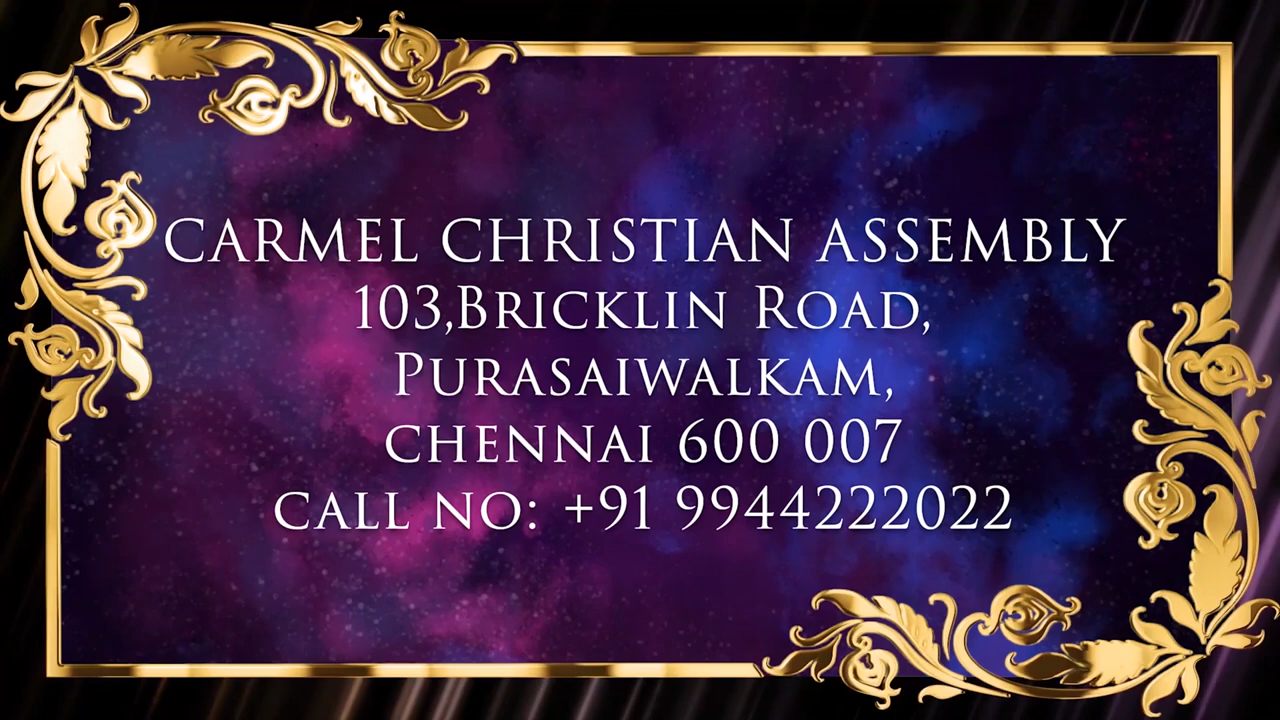 CARMEL CHRISTIAN ASSEMBLY
103,BRICKLIN ROAD,
PURASAIWALKAM,
CHENNAI 600 007
CALL NO: +91 9944222022